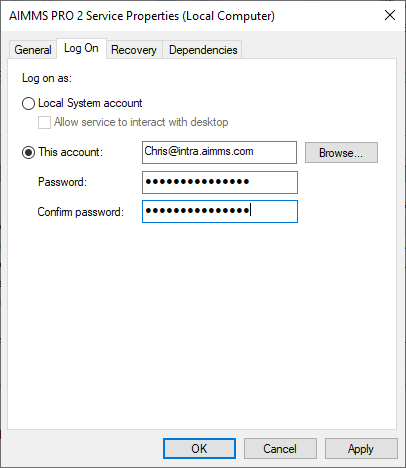 AIMMS PRO 2 Service Properties (Local Computer)
General Log On Recovery Dependencies
Log on as:
Local System account
Allow service to interact with desktop
This account: Chris@intra.aimms.com Browse...
Password: ●●●●●●●●●●●●●●●
Confirm password: ●●●●●●●●●●●●●●●
OK Cancel Apply